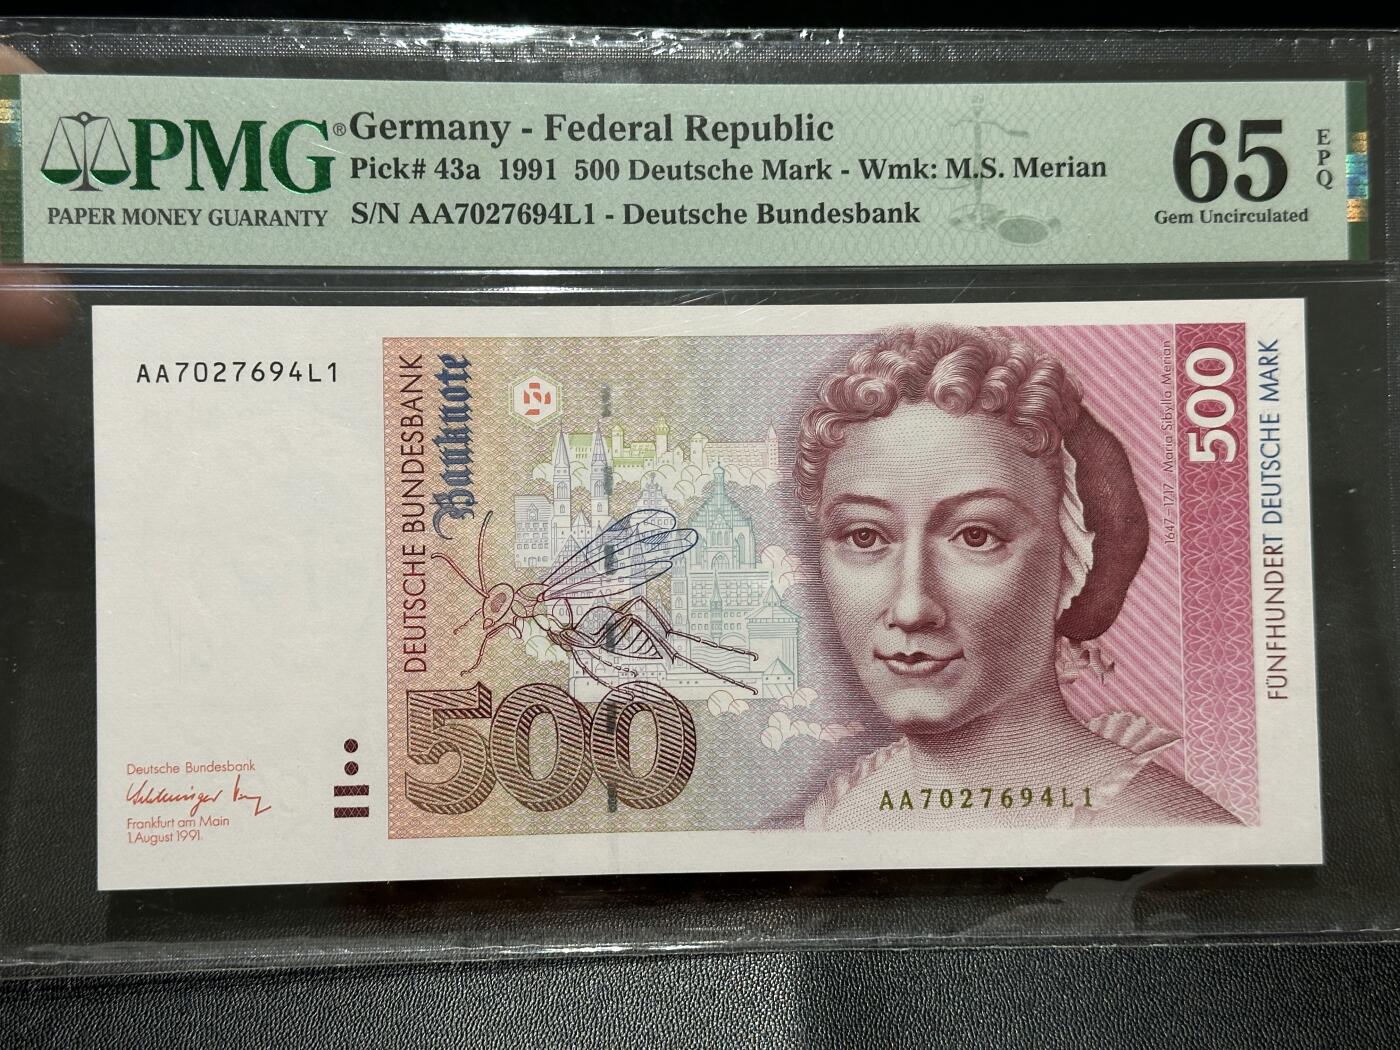 PMG®
PAPER MONEY GUARANTY
Germany - Federal Republic
Pick# 43a 1991 500 Deutsche Mark - Wmk: M.S. Merian
S/N AA7027694L1 - Deutsche Bundesbank
65
EPQ
Gem Uncirculated
AA7027694L1
DEUTSCHE BUNDESBANK
Banknote
500
Deutsche Bundesbank
Frankfurt am Main
1. August 1991
AA7027694L1
1647-1717 Maria Sibylla Merian
500
FÜNFHUNDERT DEUTSCHE MARK